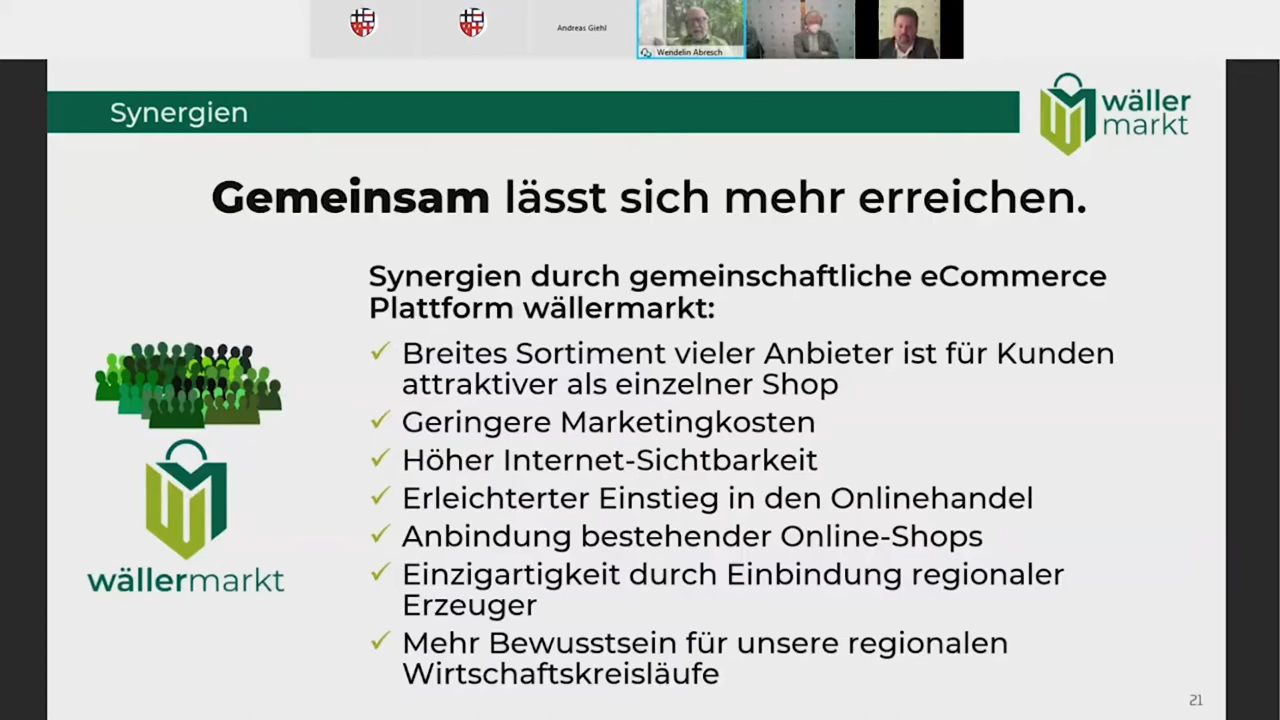 Andreas Giehl
Wendelin Abresch
Synergien
wäller
markt
Gemeinsam lässt sich mehr erreichen.
Synergien durch gemeinschaftliche eCommerce
Plattform wällermarkt:
✓ Breites Sortiment vieler Anbieter ist für Kunden
attraktiver als einzelner Shop
✓ Geringere Marketingkosten
✓ Höher Internet-Sichtbarkeit
✓ Erleichterter Einstieg in den Onlinehandel
✓ Anbindung bestehender Online-Shops
✓ Einzigartigkeit durch Einbindung regionaler
Erzeuger
✓ Mehr Bewusstsein für unsere regionalen
Wirtschaftskreisläufe
wällermarkt
21